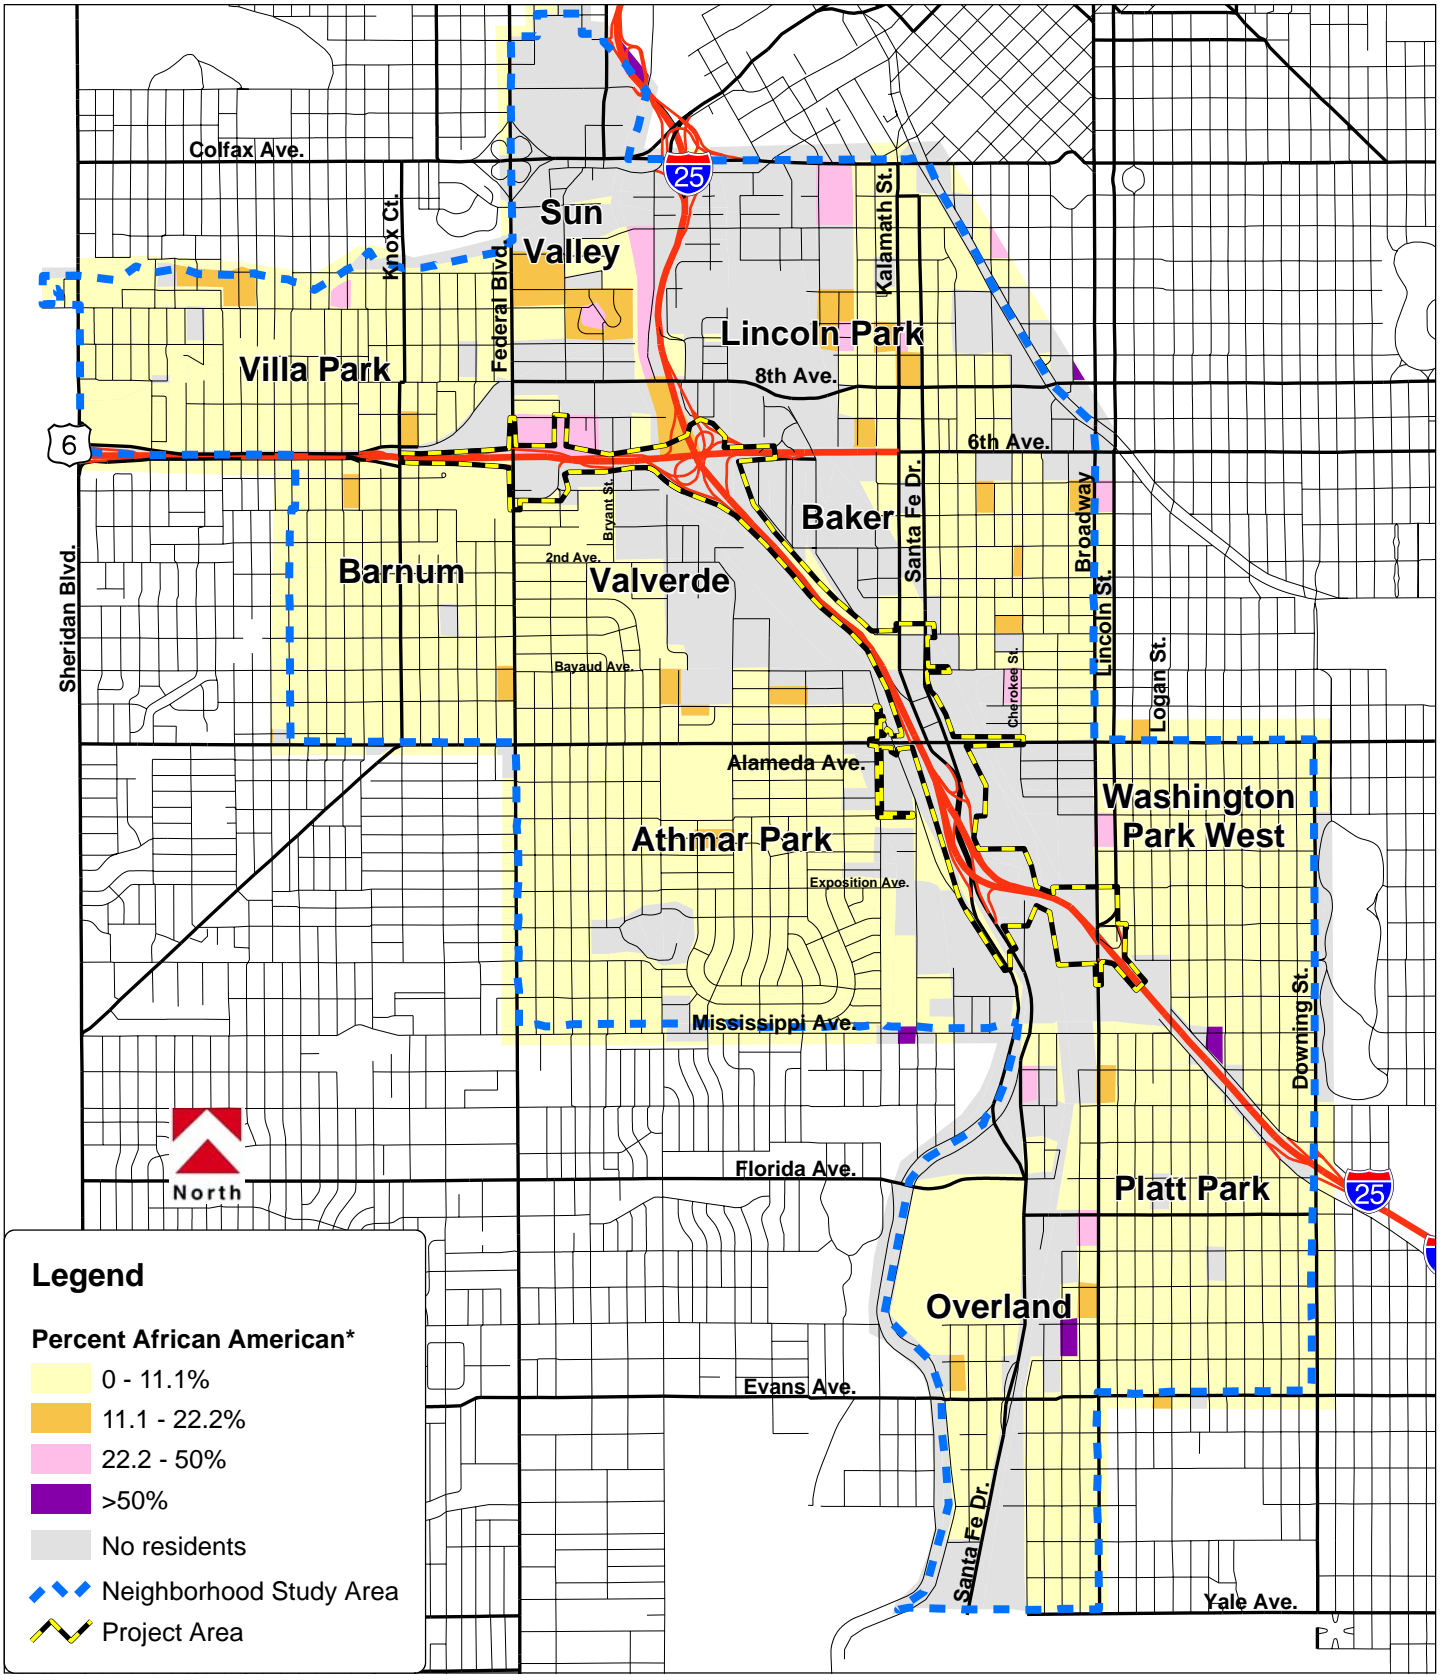 Colfax Ave.
25
Knox Ct.
Sun
Valley
Kalamath St.
Federal Blvd.
Lincoln Park
Villa Park
8th Ave.
6
6th Ave.
Bryant St.
Baker
Santa Fe Dr.
Broadway
2nd Ave.
Barnum
Valverde
Sheridan Blvd.
Lincoln St.
Bayaud Ave.
Cherokee St.
Logan St.
Alameda Ave.
Washington
Park West
Athmar Park
Exposition Ave.
Mississippi Ave.
Downing St.
North
Florida Ave.
Platt Park
25
Overland
Evans Ave.
Santa Fe Dr.
Yale Ave.
Legend
Percent African American*
0 - 11.1%
11.1 - 22.2%
22.2 - 50%
>50%
No residents
Neighborhood Study Area
Project Area